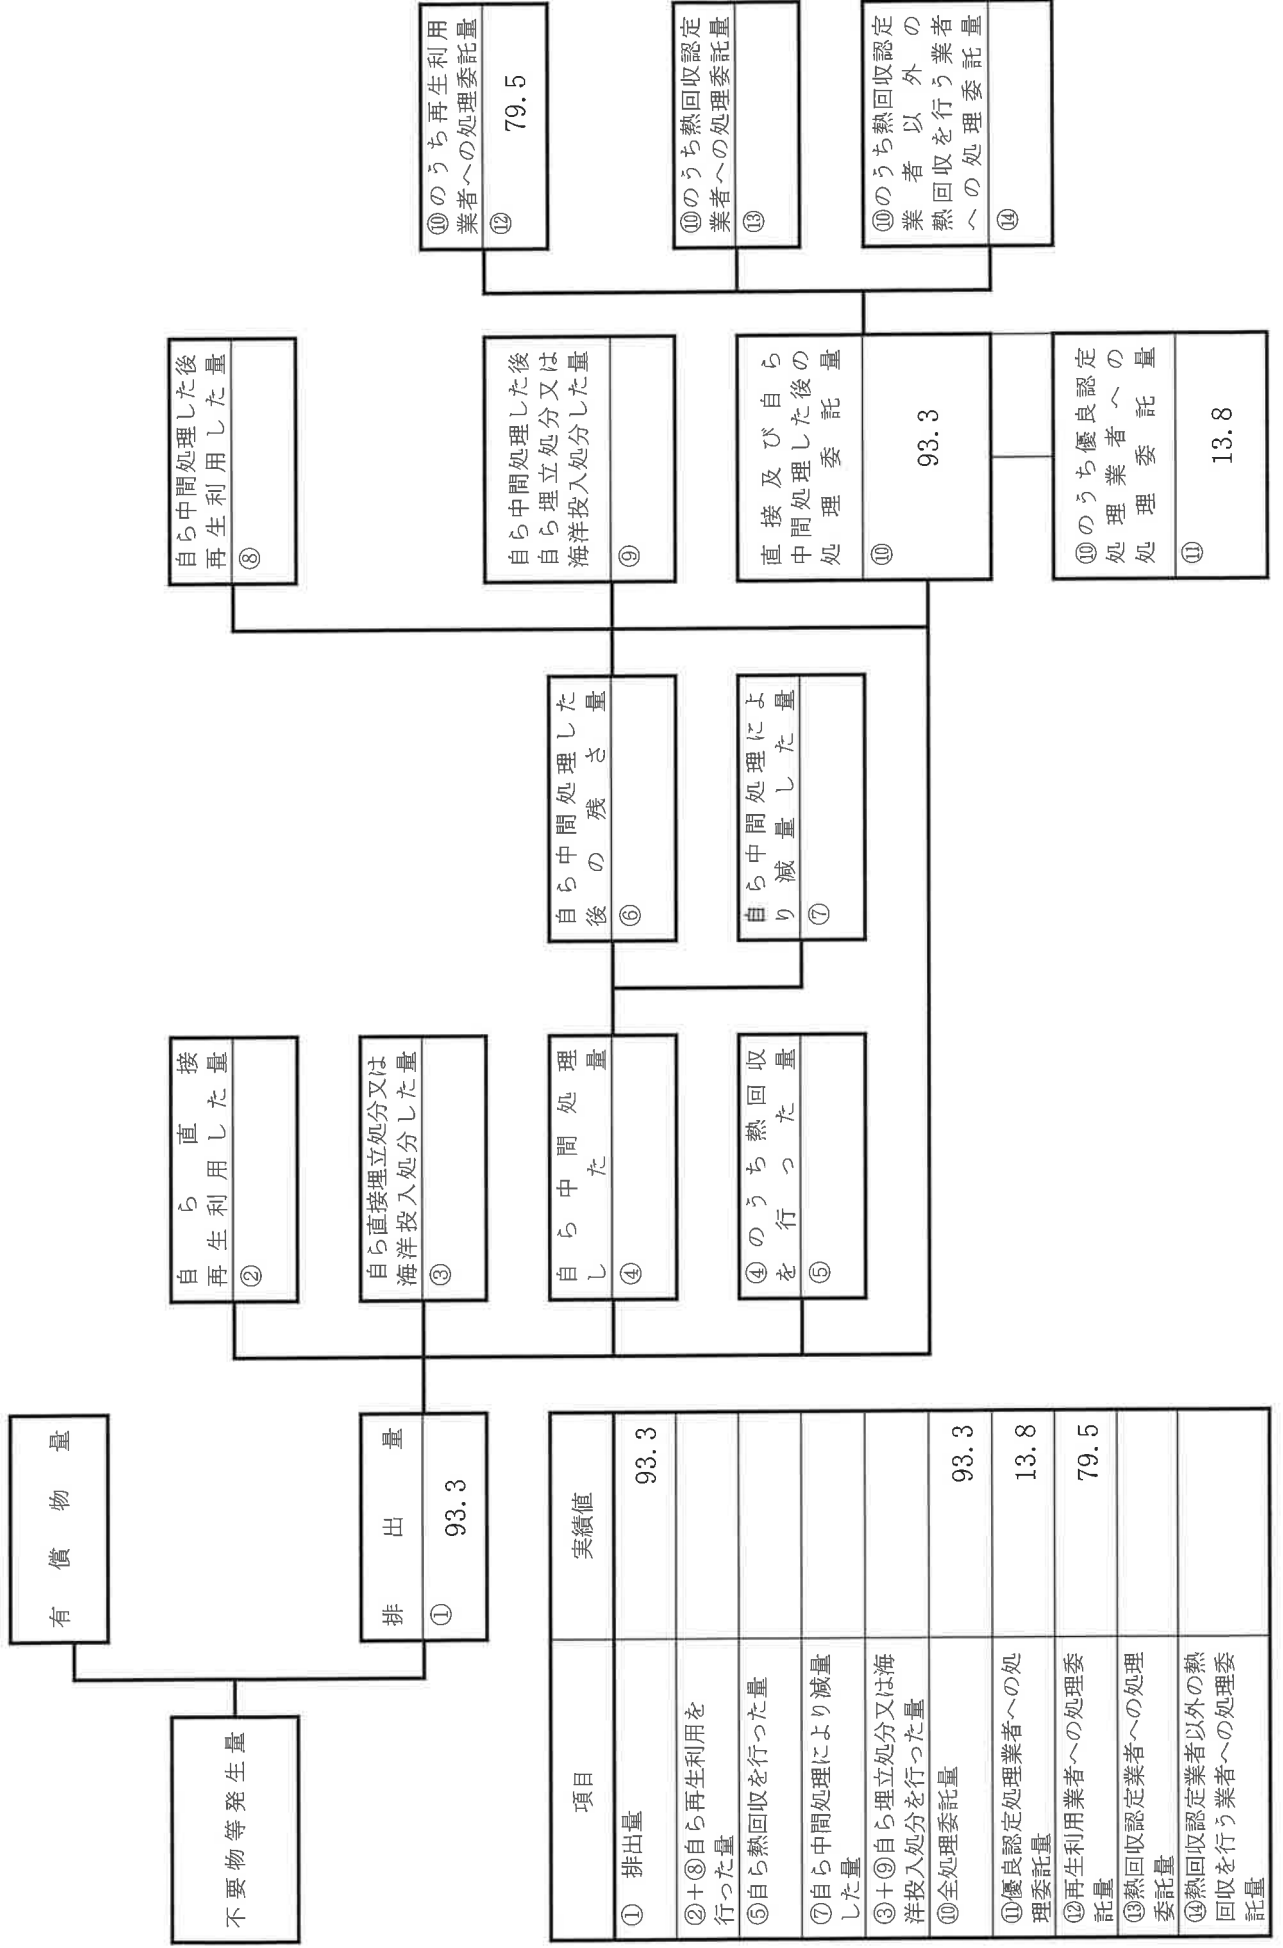 有償物量
不要物等発生量
排出量
① 93.3
自ら直接
再生利用した量
②
自ら直接埋立処分又は
海洋投入処分した量
③
自ら中間処理
した量
④
④のうち熱回収
を行った量
⑤
自ら中間処理した
後の残さ量
⑥
自ら中間処理によ
り減量した量
⑦
自ら中間処理した後
再生利用した量
⑧
自ら中間処理した後
自ら埋立処分又は
海洋投入処分した量
⑨
直接及び自ら
中間処理した後の
処理委託量
⑩ 93.3
⑩のうち優良認定
処理業者への
処理委託量
⑪ 13.8
⑩のうち再生利用
業者への処理委託量
⑫ 79.5
⑩のうち熱回収認定
業者への処理委託量
⑬
⑩のうち熱回収認定
業者以外の
熱回収を行う業者
への処理委託量
⑭
項目 実績値
① 排出量 93.3
②+⑧自ら再生利用を
行った量
⑤自ら熱回収を行った量
⑦自ら中間処理により減量
した量
③+⑨自ら埋立処分又は海
洋投入処分を行った量
⑩全処理委託量 93.3
⑪優良認定処理業者への処
理委託量 13.8
⑫再生利用業者への処理委
託量 79.5
⑬熱回収認定業者への処理
委託量
⑭熱回収認定業者以外の熱
回収を行う業者への処理委
託量